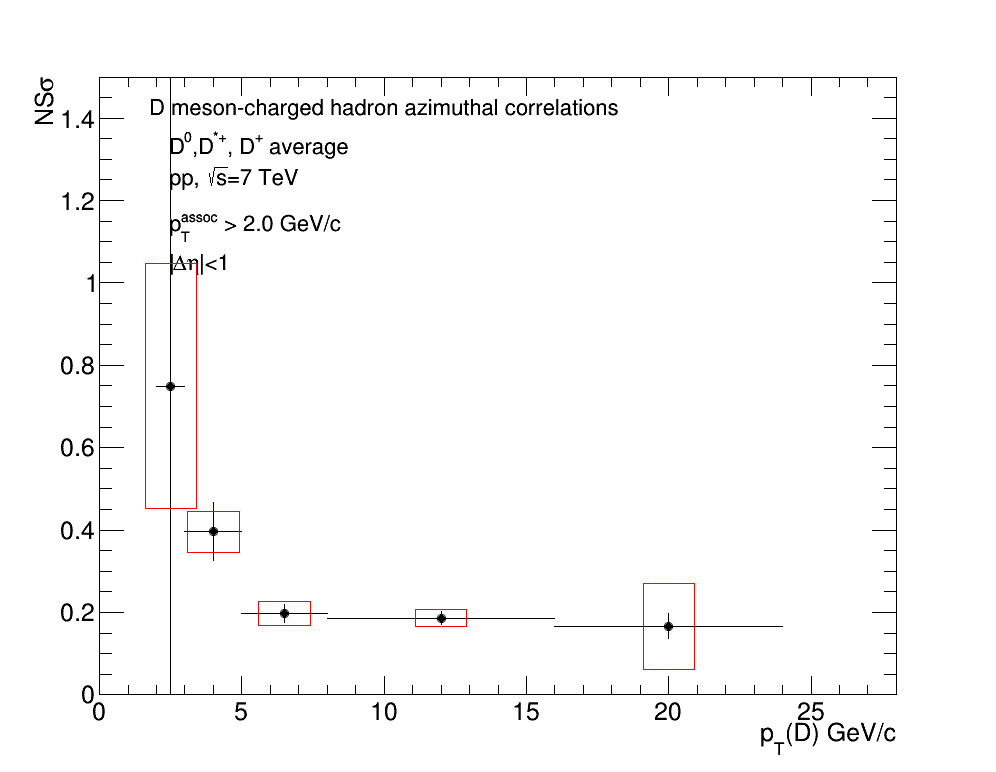 NSσ
D meson-charged hadron azimuthal correlations
D⁰,D*⁺, D⁺ average
pp, √s=7 TeV
p_T^assoc > 2.0 GeV/c
|Δη|<1
1.4
1.2
1
0.8
0.6
0.4
0.2
0
0 5 10 15 20 25
p_T(D) GeV/c